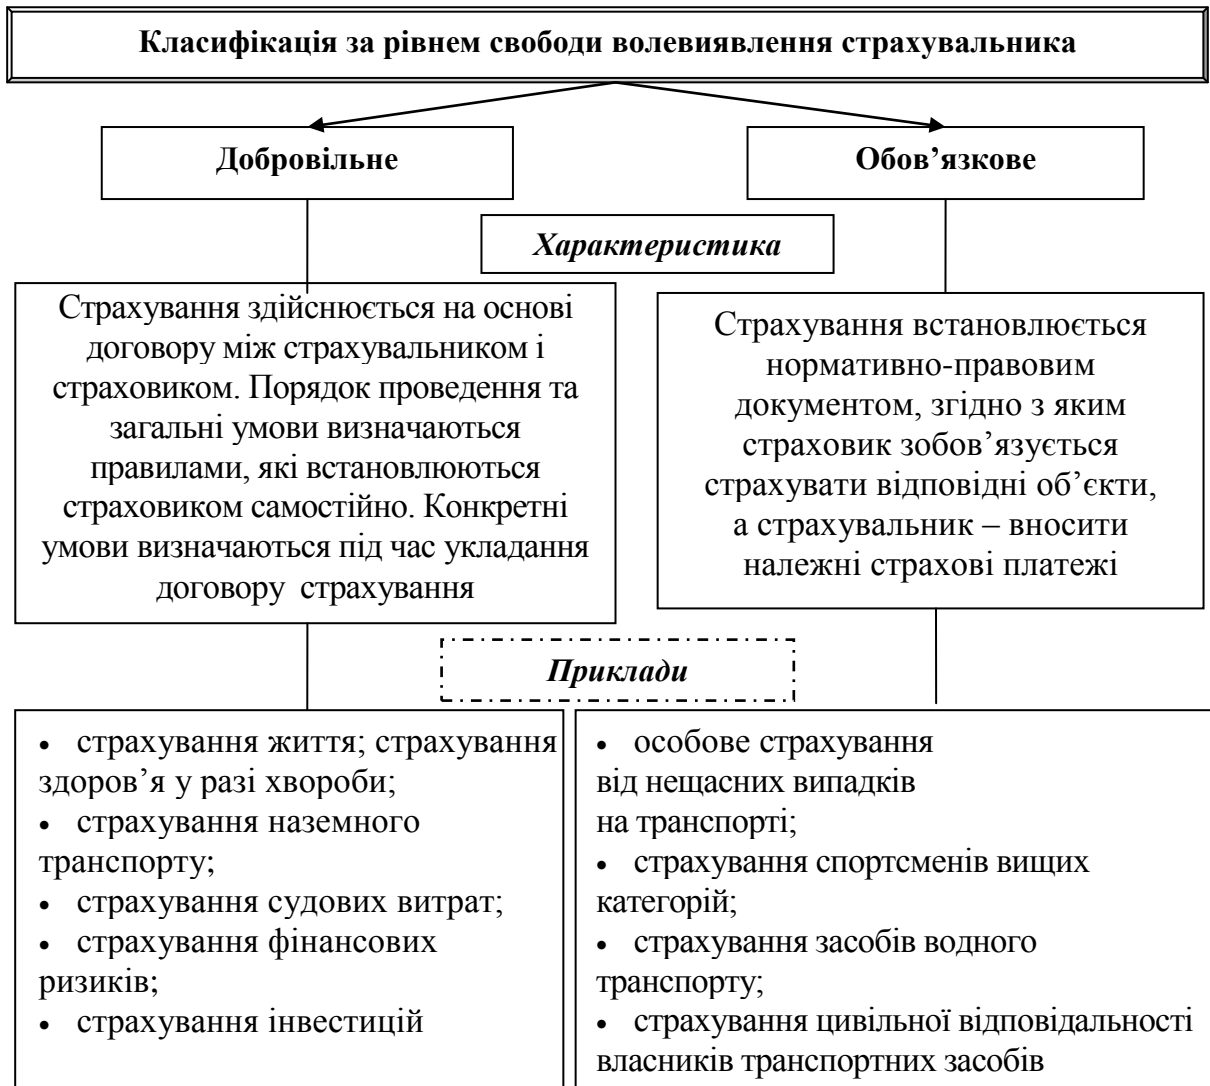 Класифікація за рівнем свободи волевиявлення страхувальника
Добровільне
Обов’язкове
Характеристика
Страхування здійснюється на основі
договору між страхувальником і
страховиком. Порядок проведення та
загальні умови визначаються
правилами, які встановлюються
страховиком самостійно. Конкретні
умови визначаються під час укладання
договору страхування
Страхування встановлюється
нормативно-правовим
документом, згідно з яким
страховик зобов’язується
страхувати відповідні об’єкти,
а страхувальник – вносити
належні страхові платежі
Приклади
• страхування життя; страхування
здоров’я у разі хвороби;
• страхування наземного
транспорту;
• страхування судових витрат;
• страхування фінансових
ризиків;
• страхування інвестицій
• особове страхування
від нещасних випадків
на транспорті;
• страхування спортсменів вищих
категорій;
• страхування засобів водного
транспорту;
• страхування цивільної відповідальності
власників транспортних засобів